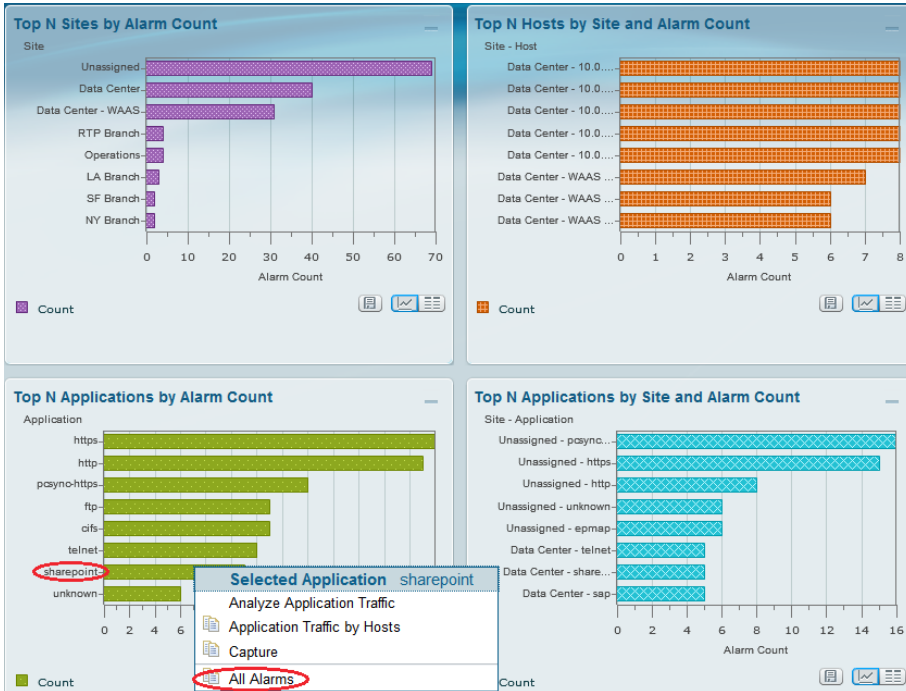 Top N Sites by Alarm Count
Site
Unassigned
Data Center
Data Center - WAAS
RTP Branch
Operations
LA Branch
SF Branch
NY Branch
0 10 20 30 40 50 60 70
Alarm Count
Count
Top N Hosts by Site and Alarm Count
Site - Host
Data Center - 10.0....
Data Center - 10.0....
Data Center - 10.0....
Data Center - 10.0....
Data Center - 10.0....
Data Center - WAAS ...
Data Center - WAAS ...
Data Center - WAAS ...
0 1 2 3 4 5 6 7 8
Alarm Count
Count
Top N Applications by Alarm Count
Application
https
http
pcsync-https
ftp
cifs
telnet
sharepoint
unknown
0 2 4 6
Count
Selected Application sharepoint
Analyze Application Traffic
Application Traffic by Hosts
Capture
All Alarms
Top N Applications by Site and Alarm Count
Site - Application
Unassigned - pcsync...
Unassigned - https
Unassigned - http
Unassigned - unknown
Unassigned - epmap
Data Center - telnet
Data Center - share...
Data Center - sap
0 2 4 6 8 10 12 14 16
Alarm Count
Count